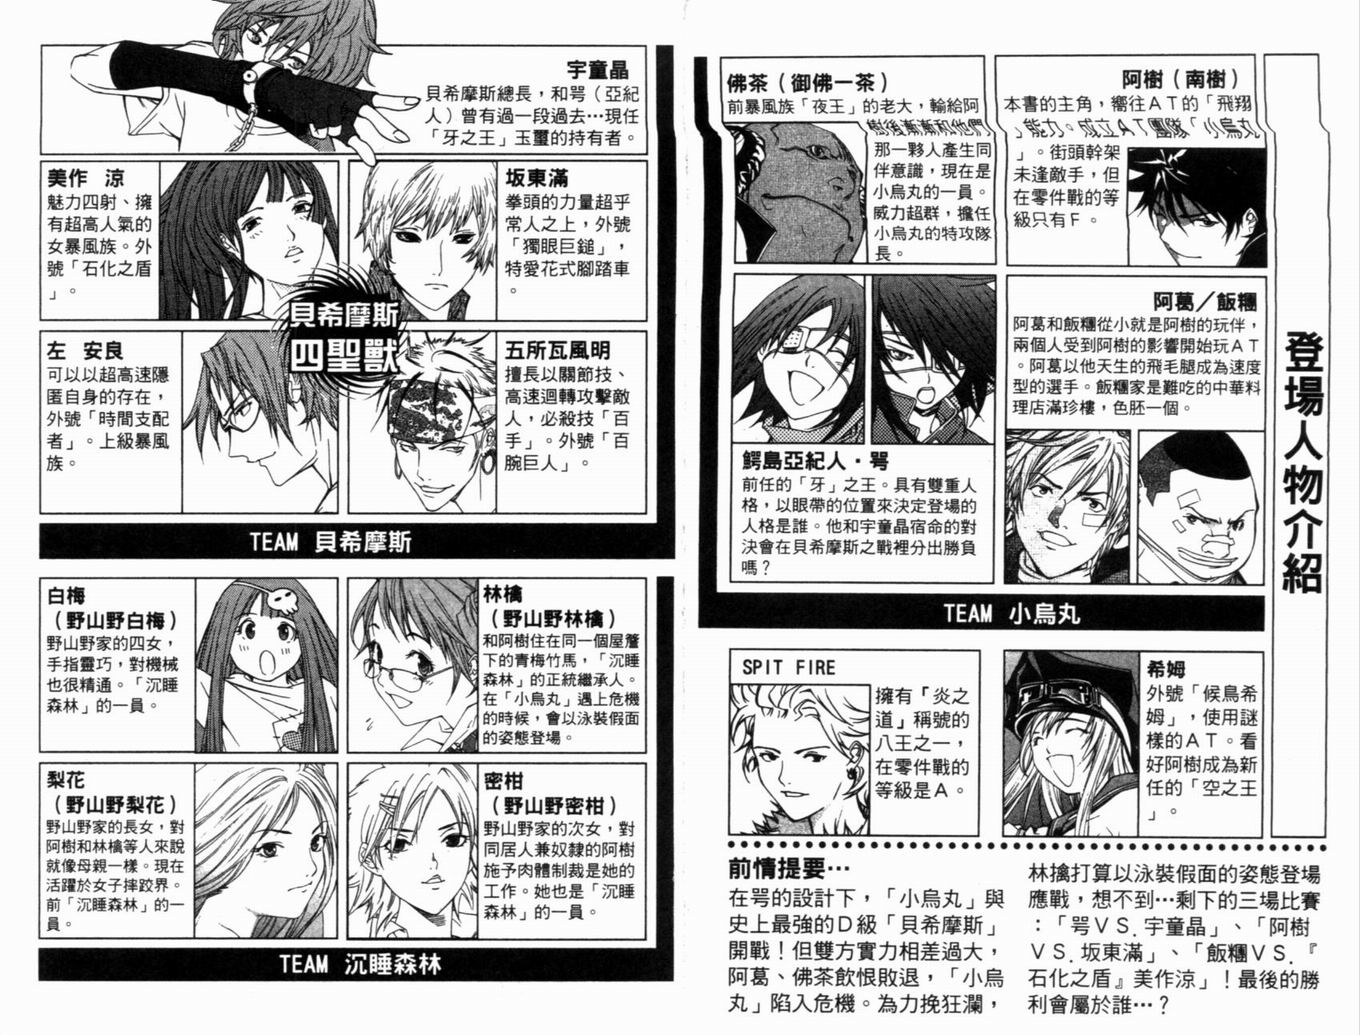 登場人物介紹
阿樹（南樹）
本書的主角，嚮往ＡＴ的「飛翔
」能力。成立ＡＴ團隊「小烏丸
」。街頭幹架
未逢敵手，但
在零件戰的等
級只有Ｆ。
佛茶（御佛一茶）
前暴風族「夜王」的老大，輸給阿
樹後漸漸和他們
那一夥人產生同
伴意識，現在是
小烏丸的一員。
威力超群，擔任
小烏丸的特攻隊
長。
阿葛／飯糰
阿葛和飯糰從小就是阿樹的玩伴，
兩個人受到阿樹的影響開始玩ＡＴ
。阿葛以他天生的飛毛腿成為速度
型的選手。飯糰家是難吃的中華料
理店滿珍樓，色胚一個。
鰐島亞紀人・咢
前任的「牙」之王。具有雙重人
格，以眼帶的位置來決定登場的
人格是誰。他和宇童晶宿命的對
決會在貝希摩斯之戰裡分出勝負
嗎？
TEAM 小烏丸
希姆
外號「候鳥希
姆」，使用謎
樣的ＡＴ。看
好阿樹成為新
任的「空之王
」。
SPIT FIRE
擁有「炎之
道」稱號的
八王之一，
在零件戰的
等級是Ａ。
前情提要…
在咢的設計下，「小烏丸」與
史上最強的Ｄ級「貝希摩斯」
開戰！但雙方實力相差過大，
阿葛、佛茶飲恨敗退，「小烏
丸」陷入危機。為力挽狂瀾，
林檎打算以泳裝假面的姿態登場
應戰，想不到…剩下的三場比賽
：「咢ＶＳ.宇童晶」、「阿樹
ＶＳ.坂東滿」、「飯糰ＶＳ.『
石化之盾』美作涼」！最後的勝
利會屬於誰…？
宇童晶
貝希摩斯總長，和咢（亞紀
人）曾有過一段過去…現任
「牙之王」玉璽的持有者。
坂東滿
拳頭的力量超乎
常人之上，外號
「獨眼巨鎚」，
特愛花式腳踏車
。
美作　涼
魅力四射、擁
有超高人氣的
女暴風族。外
號「石化之盾
」。
貝希摩斯
四聖獸
五所瓦風明
擅長以關節技、
高速迴轉攻擊敵
人，必殺技「百
手」。外號「百
腕巨人」。
左　安良
可以以超高速隱
匿自身的存在，
外號「時間支配
者」。上級暴風
族。
TEAM 貝希摩斯
林檎
（野山野林檎）
和阿樹住在同一個屋簷
下的青梅竹馬，「沉睡
森林」的正統繼承人。
在「小烏丸」遇上危機
的時候，會以泳裝假面
的姿態登場。
白梅
（野山野白梅）
野山野家的四女，
手指靈巧，對機械
也很精通。「沉睡
森林」的一員。
密柑
（野山野密柑）
野山野家的次女，對
同居人兼奴隸的阿樹
施予肉體制裁是她的
工作。她也是「沉睡
森林」的一員。
梨花
（野山野梨花）
野山野家的長女，對
阿樹和林檎等人來說
就像母親一樣。現在
活躍於女子摔跤界。
前「沉睡森林」的一
員。
TEAM 沉睡森林